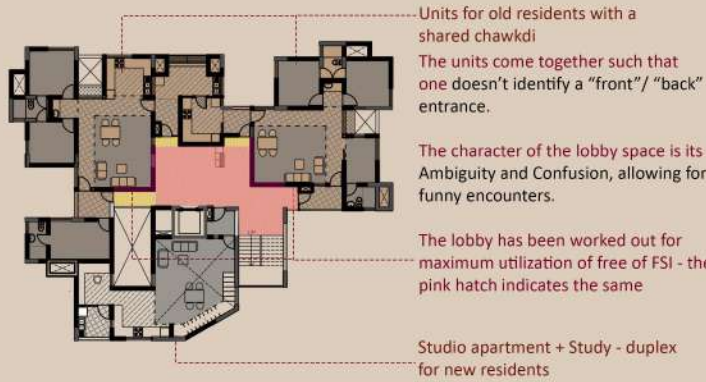 Units for old residents with a
shared chawkdi
The units come together such that
one doesn't identify a “front”/ “back”
entrance.
The character of the lobby space is its
Ambiguity and Confusion, allowing for
funny encounters.
The lobby has been worked out for
maximum utilization of free of FSI - the
pink hatch indicates the same
Studio apartment + Study - duplex
for new residents